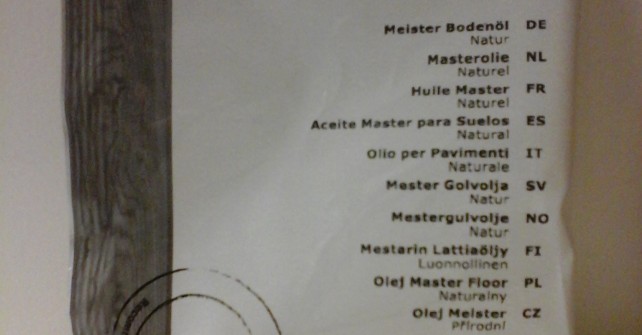 Meister Bodenöl DE
Natur
Masterolie NL
Naturel
Huile Master FR
Naturel
Aceite Master para Suelos ES
Natural
Olio per Pavimenti IT
Naturale
Mester Golvolja SV
Natur
Mestergulvolje NO
Natur
Mestarin Lattiaöljy FI
Luonnollinen
Olej Master Floor PL
Naturalny
Olej Meister CZ
Přírodní